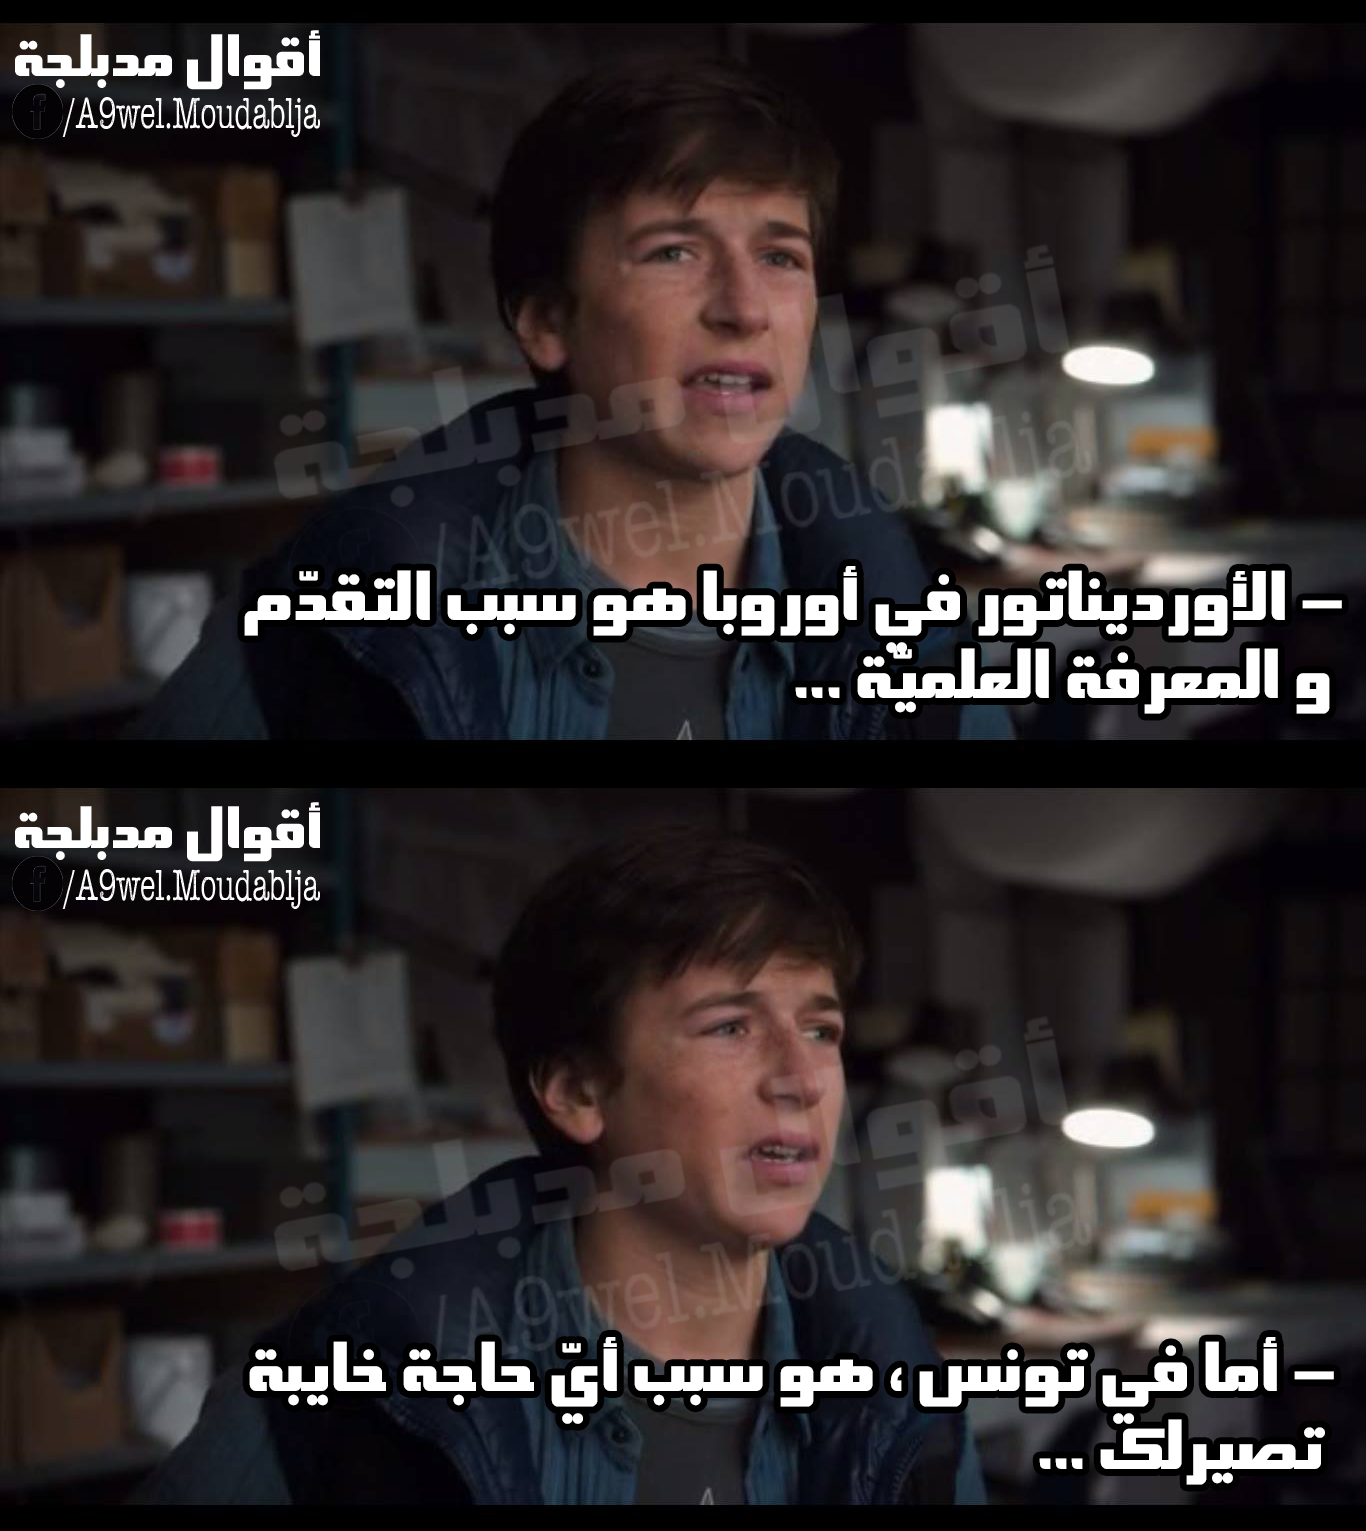 أقوال مدبلجة
f/A9wel.Moudablja
أقوال مدبلجة
/A9wel.Moudablja
– الأورديناتور في أوروبا هو سبب التقدّم
و المعرفة العلميّة ...
أقوال مدبلجة
f/A9wel.Moudablja
أقوال مدبلجة
/A9wel.Moudablja
– أما في تونس ، هو سبب أيّ حاجة خايبة
تصيرلك ...